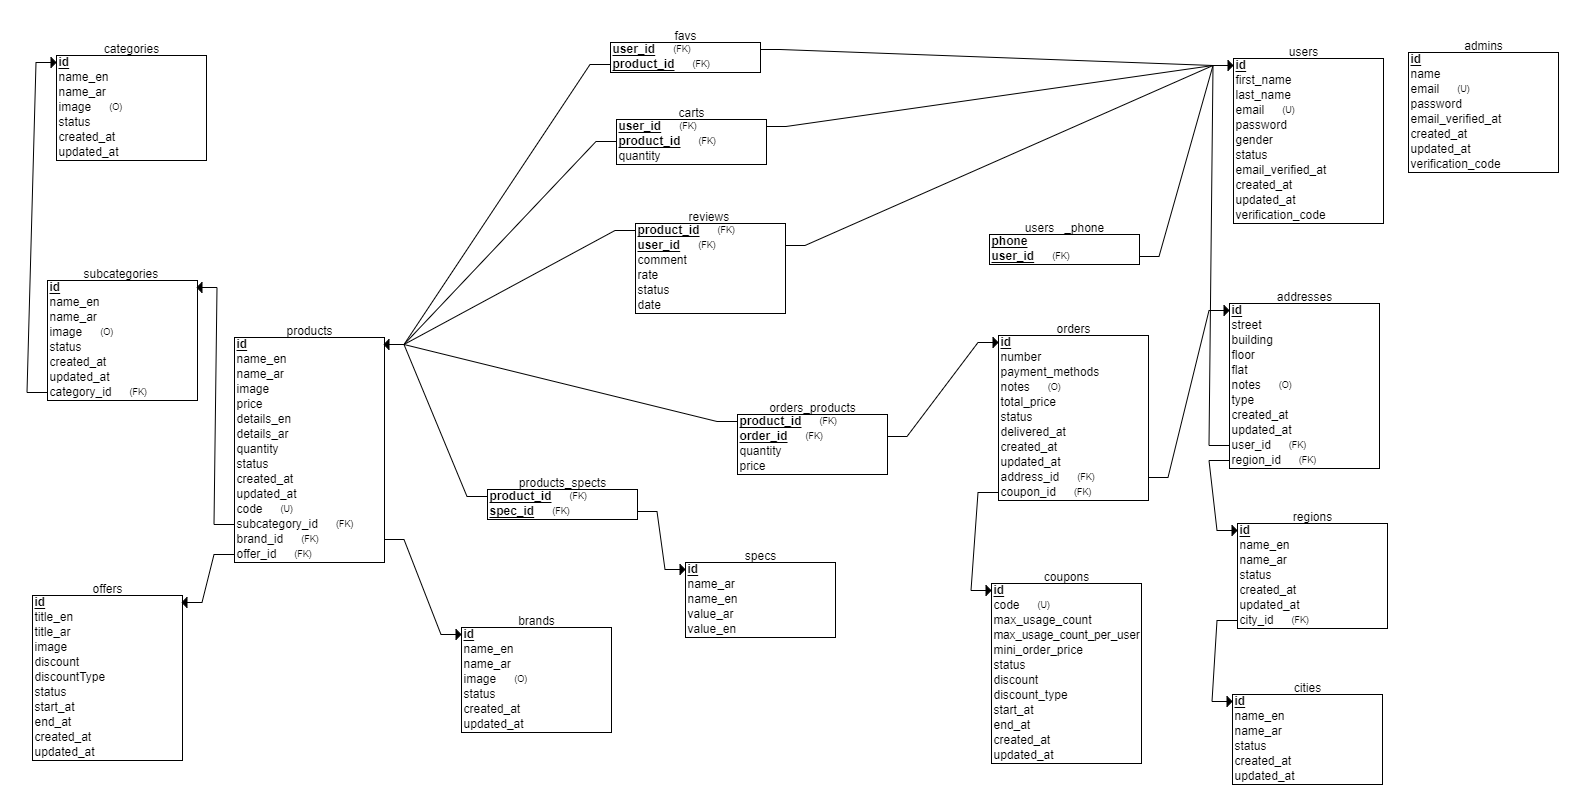 categories
id
name_en
name_ar
image (O)
status
created_at
updated_at
subcategories
id
name_en
name_ar
image (O)
status
created_at
updated_at
category_id (FK)
products
id
name_en
name_ar
image
price
details_en
details_ar
quantity
status
created_at
updated_at
code (U)
subcategory_id (FK)
brand_id (FK)
offer_id (FK)
offers
id
title_en
title_ar
image
discount
discountType
status
start_at
end_at
created_at
updated_at
favs
user_id (FK)
product_id (FK)
carts
user_id (FK)
product_id (FK)
quantity
reviews
product_id (FK)
user_id (FK)
comment
rate
status
date
orders_products
product_id (FK)
order_id (FK)
quantity
price
products_spects
product_id (FK)
spec_id (FK)
specs
id
name_ar
name_en
value_ar
value_en
brands
id
name_en
name_ar
image (O)
status
created_at
updated_at
users
id
first_name
last_name
email (U)
password
gender
status
email_verified_at
created_at
updated_at
verification_code
admins
id
name
email (U)
password
email_verified_at
created_at
updated_at
verification_code
users _phone
phone
user_id (FK)
orders
id
number
payment_methods
notes (O)
total_price
status
delivered_at
created_at
updated_at
address_id (FK)
coupon_id (FK)
addresses
id
street
building
floor
flat
notes (O)
type
created_at
updated_at
user_id (FK)
region_id (FK)
coupons
id
code (U)
max_usage_count
max_usage_count_per_user
mini_order_price
status
discount
discount_type
start_at
end_at
created_at
updated_at
regions
id
name_en
name_ar
status
created_at
updated_at
city_id (FK)
cities
id
name_en
name_ar
status
created_at
updated_at